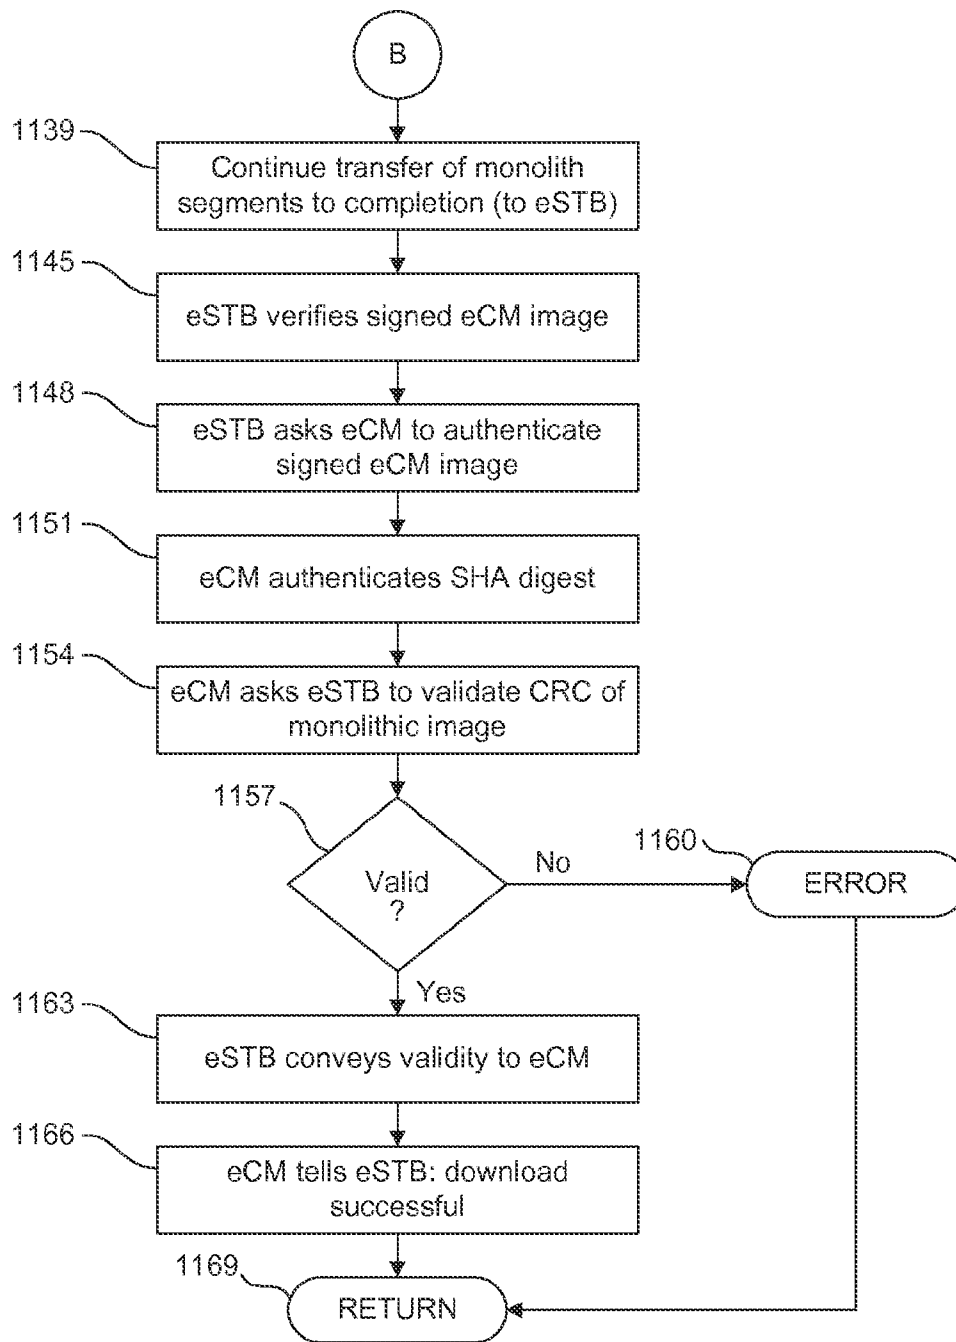 B
1139
Continue transfer of monolith
segments to completion (to eSTB)
1145
eSTB verifies signed eCM image
1148
eSTB asks eCM to authenticate
signed eCM image
1151
eCM authenticates SHA digest
1154
eCM asks eSTB to validate CRC of
monolithic image
1157
Valid
?
No
1160
ERROR
Yes
1163
eSTB conveys validity to eCM
1166
eCM tells eSTB: download
successful
1169
RETURN